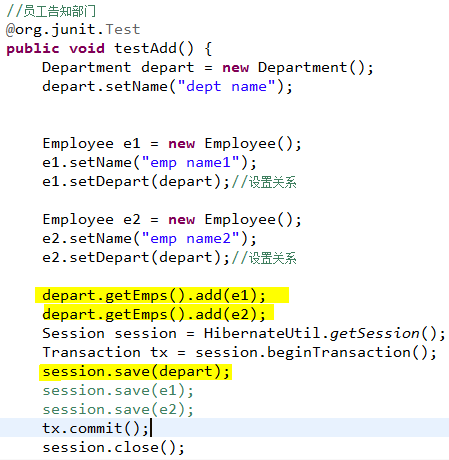 //员工告知部门
@org.junit.Test
public void testAdd() {
Department depart = new Department();
depart.setName("dept name");
Employee e1 = new Employee();
e1.setName("emp name1");
e1.setDepart(depart);//设置关系
Employee e2 = new Employee();
e2.setName("emp name2");
e2.setDepart(depart);//设置关系
depart.getEmps().add(e1);
depart.getEmps().add(e2);
Session session = HibernateUtil.getSession();
Transaction tx = session.beginTransaction();
session.save(depart);
session.save(e1);
session.save(e2);
tx.commit();
session.close();